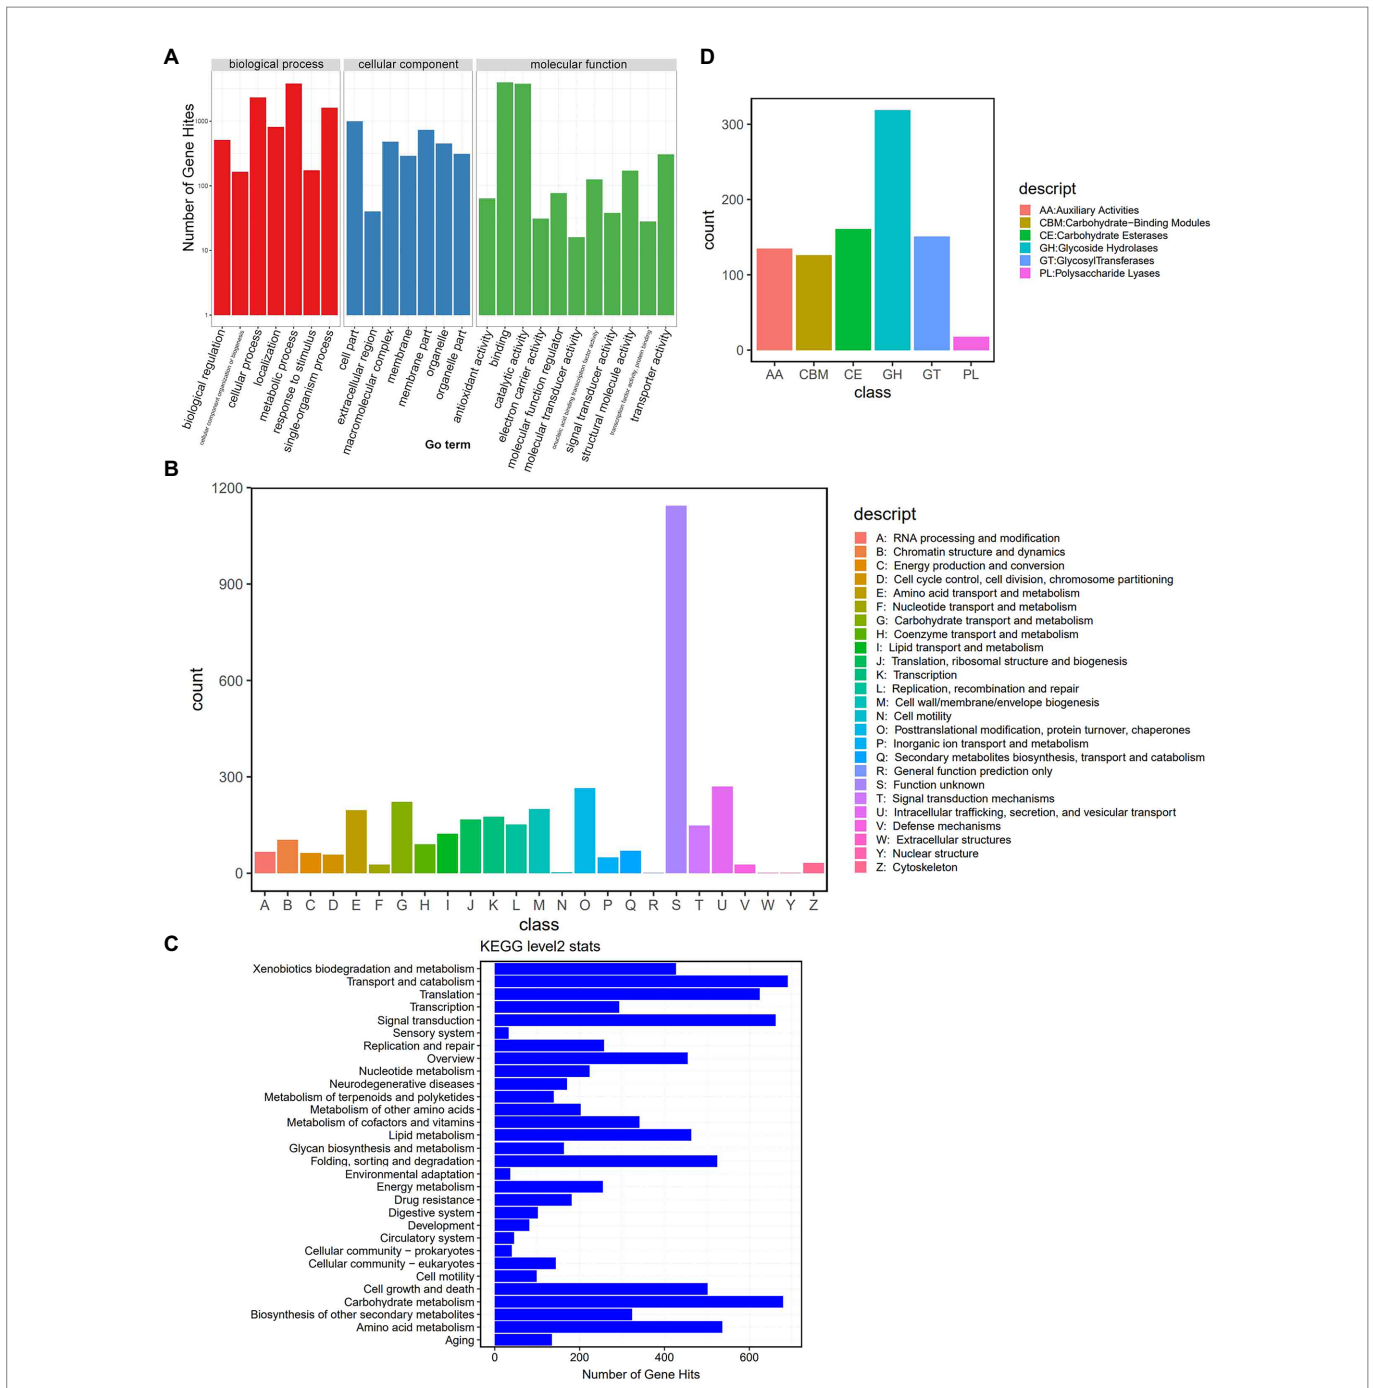 A
biological process
cellular component
molecular function
Number of Gene Hites
1000
100
10
1
biological regulation
cellular component organization or biogenesis
cellular process
localization
metabolic process
response to stimulus
single-organism process
cell part
extracellular region
macromolecular complex
membrane
membrane part
organelle
organelle part
antioxidant activity
binding
catalytic activity
electron carrier activity
molecular function regulator
molecular transducer activity
binding transcription factor activity
signal transducer activity
structural molecule activity
transcription factor activity, protein binding
transporter activity
Go term
D
300
200
100
0
count
AA
CBM
CE
GH
GT
PL
class
descript
AA:Auxiliary Activities
CBM:Carbohydrate−Binding Modules
CE:Carbohydrate Esterases
GH:Glycoside Hydrolases
GT:GlycosylTransferases
PL:Polysaccharide Lyases
B
1200
900
600
300
0
count
A B C D E F G H I J K L M N O P Q R S T U V W Y Z
class
descript
A: RNA processing and modification
B: Chromatin structure and dynamics
C: Energy production and conversion
D: Cell cycle control, cell division, chromosome partitioning
E: Amino acid transport and metabolism
F: Nucleotide transport and metabolism
G: Carbohydrate transport and metabolism
H: Coenzyme transport and metabolism
I: Lipid transport and metabolism
J: Translation, ribosomal structure and biogenesis
K: Transcription
L: Replication, recombination and repair
M: Cell wall/membrane/envelope biogenesis
N: Cell motility
O: Posttranslational modification, protein turnover, chaperones
P: Inorganic ion transport and metabolism
Q: Secondary metabolites biosynthesis, transport and catabolism
R: General function prediction only
S: Function unknown
T: Signal transduction mechanisms
U: Intracellular trafficking, secretion, and vesicular transport
V: Defense mechanisms
W: Extracellular structures
Y: Nuclear structure
Z: Cytoskeleton
C
KEGG level2 stats
Xenobiotics biodegradation and metabolism
Transport and catabolism
Translation
Transcription
Signal transduction
Sensory system
Replication and repair
Overview
Nucleotide metabolism
Neurodegenerative diseases
Metabolism of terpenoids and polyketides
Metabolism of other amino acids
Metabolism of cofactors and vitamins
Lipid metabolism
Glycan biosynthesis and metabolism
Folding, sorting and degradation
Environmental adaptation
Energy metabolism
Drug resistance
Digestive system
Development
Circulatory system
Cellular community − prokaryotes
Cellular community − eukaryotes
Cell motility
Cell growth and death
Carbohydrate metabolism
Biosynthesis of other secondary metabolites
Amino acid metabolism
Aging
0 200 400 600
Number of Gene Hits